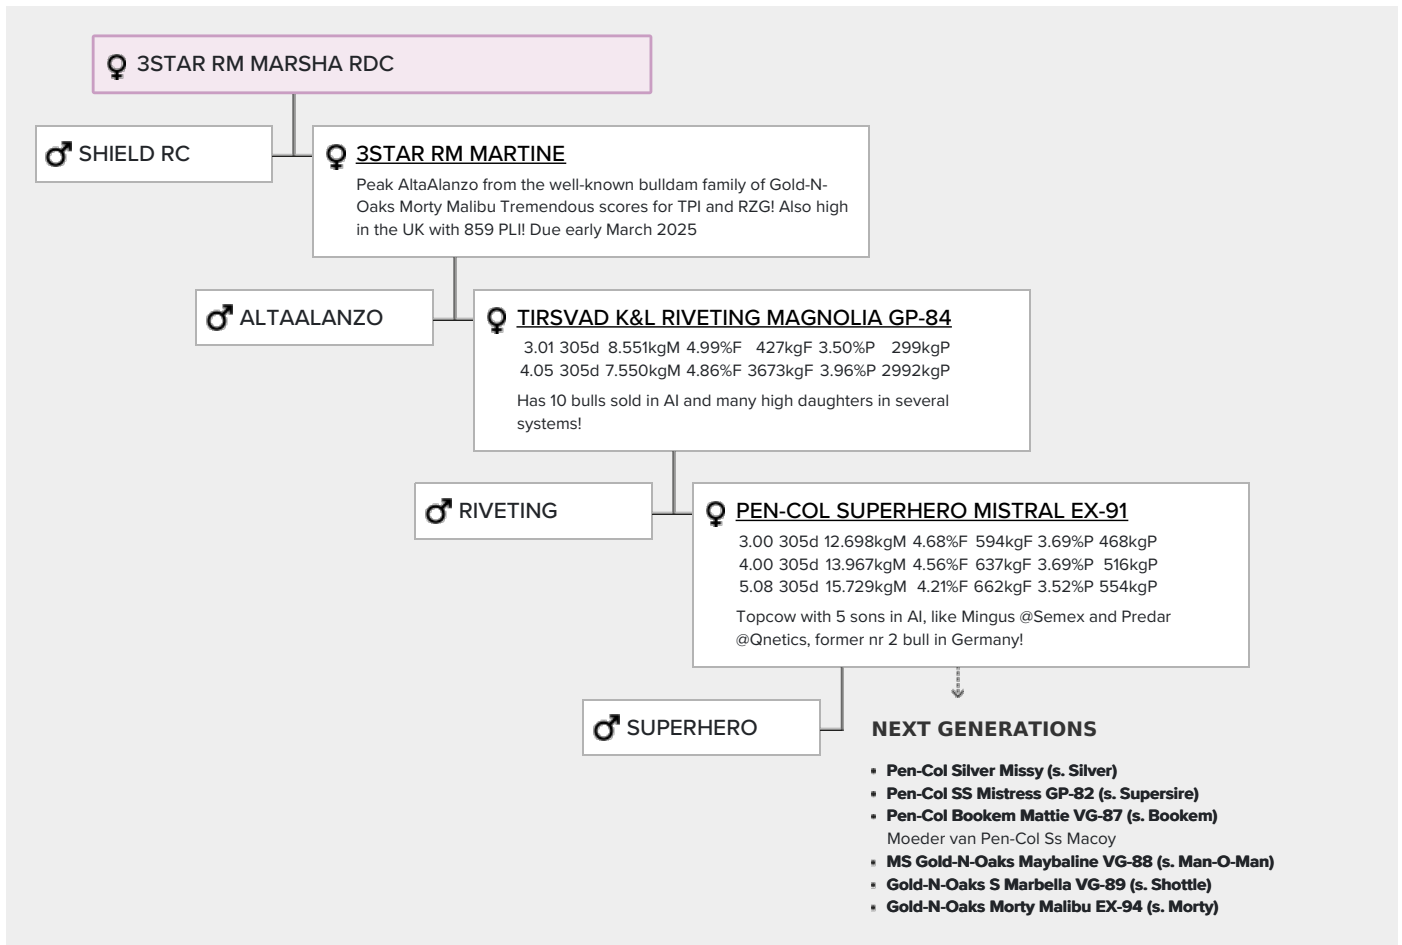 3STAR RM MARSHA RDC
SHIELD RC
3STAR RM MARTINE
Peak AltaAlanzo from the well-known bulldam family of Gold-N-
Oaks Morty Malibu Tremendous scores for TPI and RZG! Also high
in the UK with 859 PLI! Due early March 2025
ALTAALANZO
TIRSVAD K&L RIVETING MAGNOLIA GP-84
3.01 305d 8.551kgM 4.99%F 427kgF 3.50%P 299kgP
4.05 305d 7.550kgM 4.86%F 3673kgF 3.96%P 2992kgP
Has 10 bulls sold in AI and many high daughters in several
systems!
RIVETING
PEN-COL SUPERHERO MISTRAL EX-91
3.00 305d 12.698kgM 4.68%F 594kgF 3.69%P 468kgP
4.00 305d 13.967kgM 4.56%F 637kgF 3.69%P 516kgP
5.08 305d 15.729kgM 4.21%F 662kgF 3.52%P 554kgP
Topcow with 5 sons in AI, like Mingus @Semex and Predar
@Qnetics, former nr 2 bull in Germany!
SUPERHERO
NEXT GENERATIONS
Pen-Col Silver Missy (s. Silver)
Pen-Col SS Mistress GP-82 (s. Supersire)
Pen-Col Bookem Mattie VG-87 (s. Bookem)
Moeder van Pen-Col Ss Macoy
MS Gold-N-Oaks Maybaline VG-88 (s. Man-O-Man)
Gold-N-Oaks S Marbella VG-89 (s. Shottle)
Gold-N-Oaks Morty Malibu EX-94 (s. Morty)